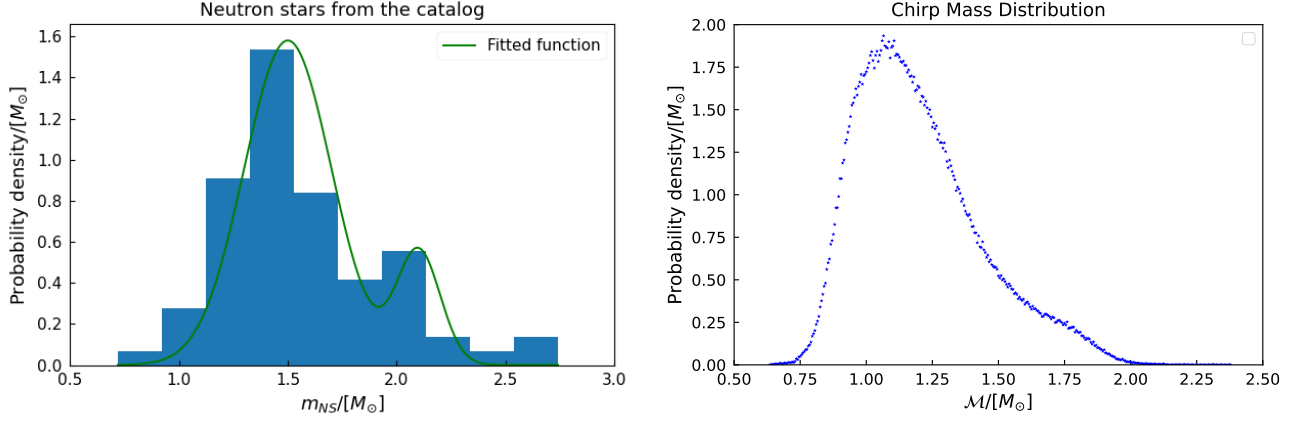 Neutron stars from the catalog
Probability density/[M⊙]
1.6
1.4
1.2
1.0
0.8
0.6
0.4
0.2
0.0
Fitted function
0.5 1.0 1.5 2.0 2.5 3.0
m_NS/[M⊙]
Chirp Mass Distribution
Probability density/[M⊙]
2.00
1.75
1.50
1.25
1.00
0.75
0.50
0.25
0.00
0.50 0.75 1.00 1.25 1.50 1.75 2.00 2.25 2.50
ℳ/[M⊙]